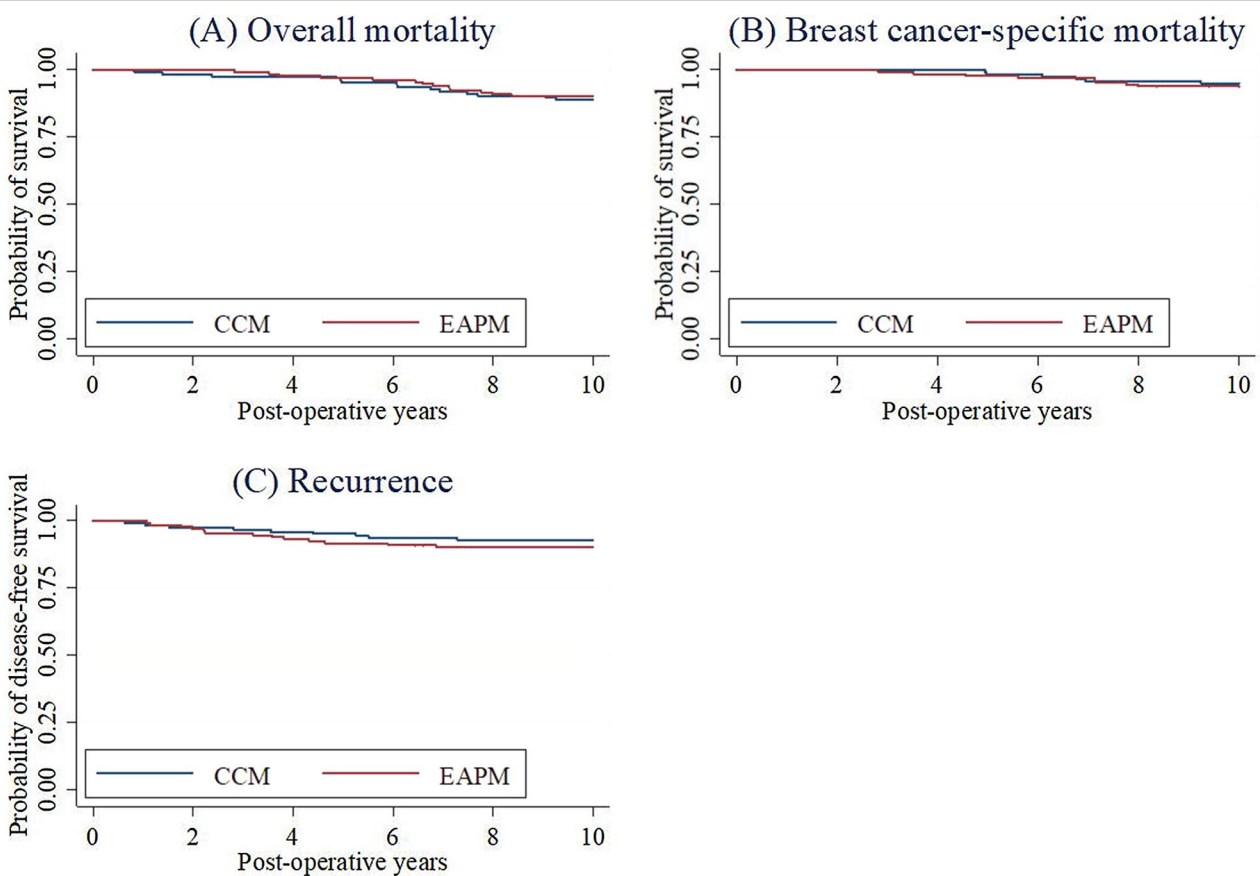 (A) Overall mortality
Probability of survival
1.00
0.75
0.50
0.25
0.00
CCM EAPM
0 2 4 6 8 10
Post-operative years
(B) Breast cancer-specific mortality
Probability of survival
1.00
0.75
0.50
0.25
0.00
CCM EAPM
0 2 4 6 8 10
Post-operative years
(C) Recurrence
Probability of disease-free survival
1.00
0.75
0.50
0.25
0.00
CCM EAPM
0 2 4 6 8 10
Post-operative years